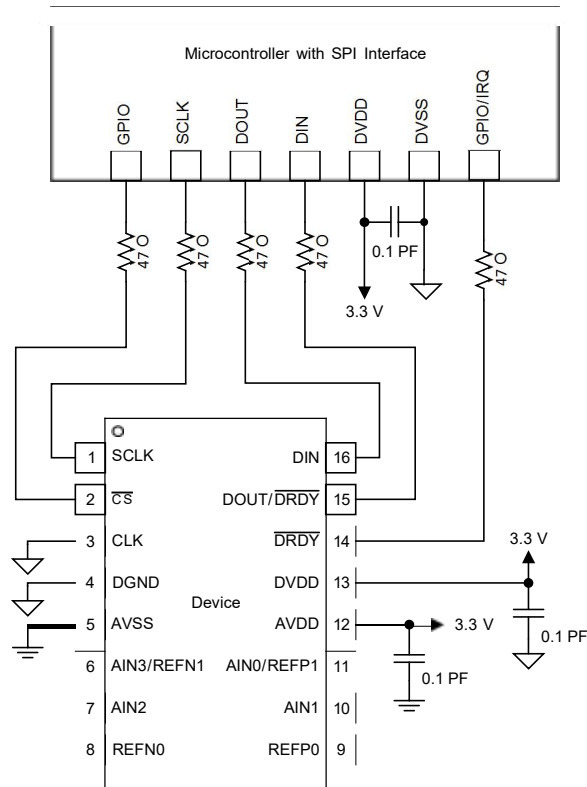 Microcontroller with SPI Interface
GPIO
SCLK
DOUT
DIN
DVDD
DVSS
GPIO/IRQ
47 O
47 O
47 O
47 O
0.1 PF
47 O
3.3 V
1 SCLK
DIN 16
2 CS
DOUT/DRDY 15
3 CLK
DRDY 14
3.3 V
4 DGND
DVDD 13
Device
5 AVSS
AVDD 12
3.3 V
0.1 PF
6 AIN3/REFN1
AIN0/REFP1 11
0.1 PF
7 AIN2
AIN1 10
8 REFN0
REFP0 9